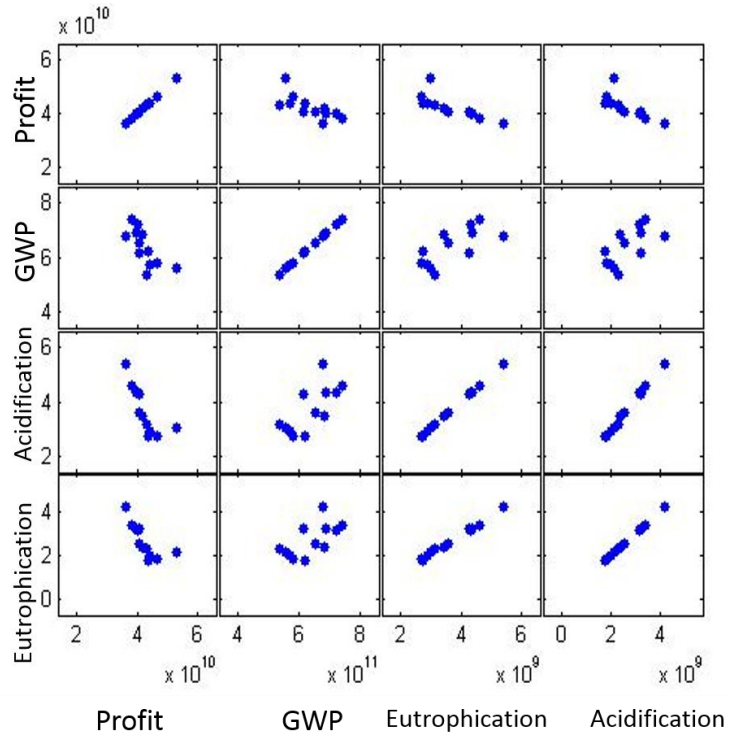 x 10^10
6
4
2
Profit
8
6
4
GWP
6
4
2
Acidification
4
2
0
Eutrophication
2 4 6 4 6 8 2 4 6 0 2 4
x 10^10 x 10^11 x 10^9 x 10^9
Profit GWP Eutrophication Acidification